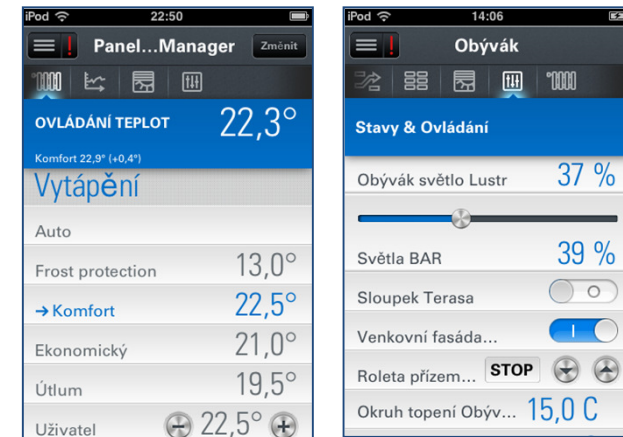 iPod 22:50
Panel...Manager Změnit
OVLÁDÁNÍ TEPLOT 22,3°
Komfort 22,9° (+0,4°)
Vytápění
Auto
Frost protection 13,0°
→ Komfort 22,5°
Ekonomický 21,0°
Útlum 19,5°
Uživatel 22,5°
iPod 14:06
Obývák
Stavy & Ovládání
Obývák světlo Lustr 37 %
Světla BAR 39 %
Sloupek Terasa
Venkovní fasáda...
Roleta přízem... STOP
Okruh topení Obýv... 15,0 C